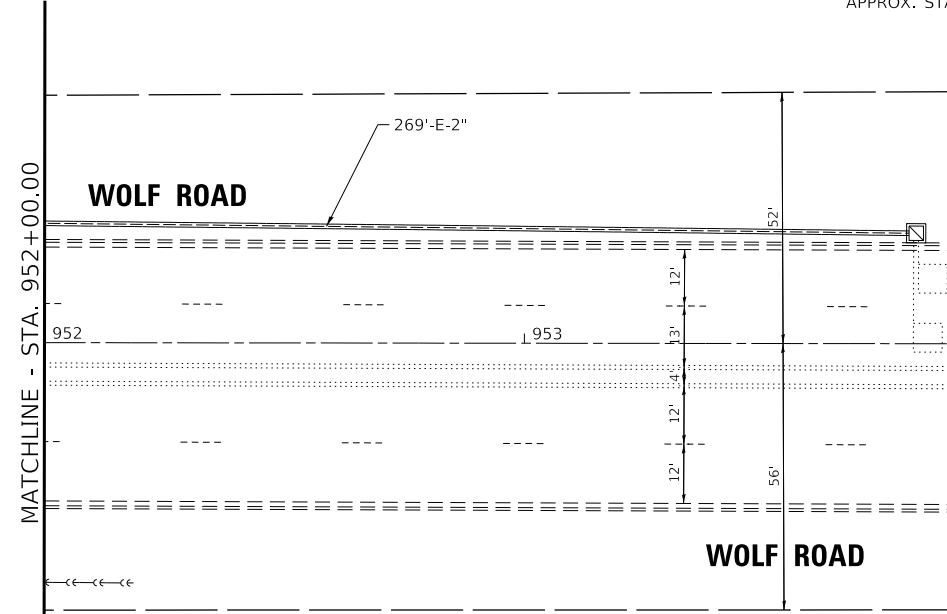 APPROX. STA
269'-E-2"
WOLF ROAD
MATCHLINE - STA. 952+00.00
52'
12'
952
953
13'
4'
12'
12'
56'
WOLF ROAD